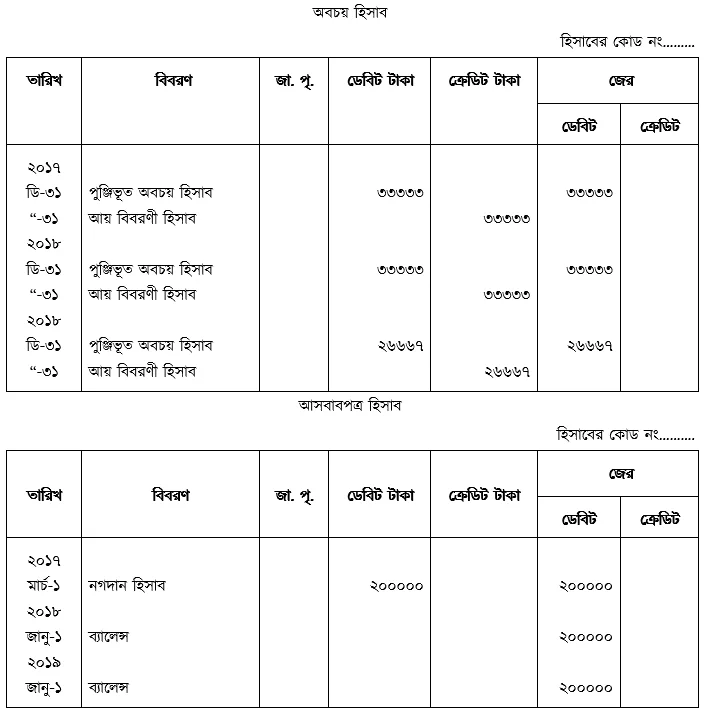 অবচয় হিসাব
হিসাবের কোড নং.........
তারিখ বিবরণ জা. পৃ. ডেবিট টাকা ক্রেডিট টাকা জের
ডেবিট ক্রেডিট
২০১৭
ডি-৩১ পুঞ্জিভূত অবচয় হিসাব ৩৩৩৩৩ ৩৩৩৩৩
“-৩১ আয় বিবরণী হিসাব ৩৩৩৩৩
২০১৮
ডি-৩১ পুঞ্জিভূত অবচয় হিসাব ৩৩৩৩৩ ৩৩৩৩৩
“-৩১ আয় বিবরণী হিসাব ৩৩৩৩৩
২০১৮
ডি-৩১ পুঞ্জিভূত অবচয় হিসাব ২৬৬৬৭ ২৬৬৬৭
“-৩১ আয় বিবরণী হিসাব ২৬৬৬৭
আসবাবপত্র হিসাব
হিসাবের কোড নং..........
তারিখ বিবরণ জা. পৃ. ডেবিট টাকা ক্রেডিট টাকা জের
ডেবিট ক্রেডিট
২০১৭
মার্চ-১ নগদান হিসাব ২০০০০০ ২০০০০০
২০১৮
জানু-১ ব্যালেন্স ২০০০০০
২০১৯
জানু-১ ব্যালেন্স ২০০০০০